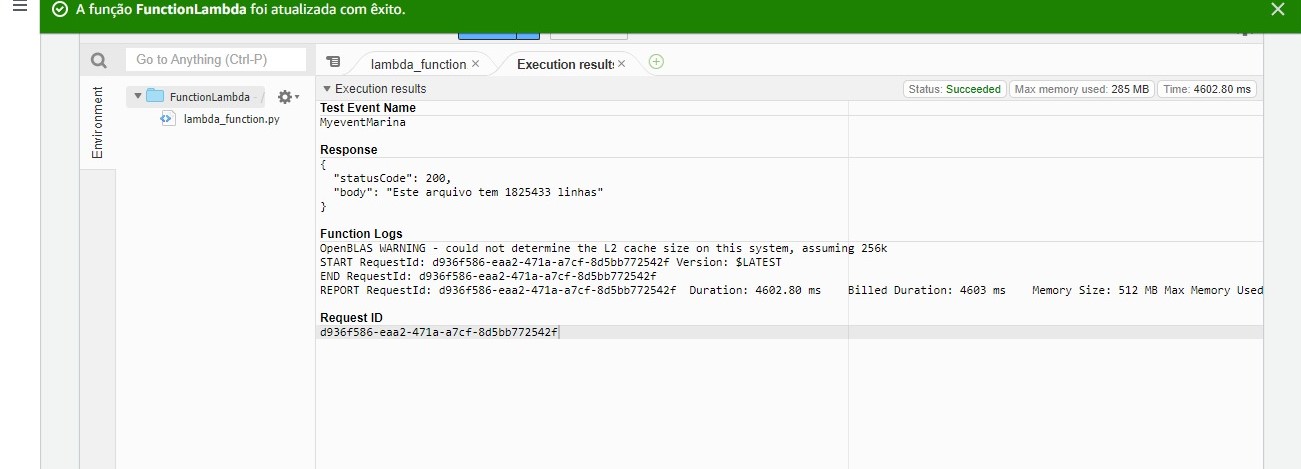 A função FunctionLambda foi atualizada com êxito.
Go to Anything (Ctrl-P)
lambda_function
Execution results
Environment
FunctionLambda - /
lambda_function.py
Execution results
Status: Succeeded
Max memory used: 285 MB
Time: 4602.80 ms
Test Event Name
MyeventMarina
Response
{
"statusCode": 200,
"body": "Este arquivo tem 1825433 linhas"
}
Function Logs
OpenBLAS WARNING - could not determine the L2 cache size on this system, assuming 256k
START RequestId: d936f586-eaa2-471a-a7cf-8d5bb772542f Version: $LATEST
END RequestId: d936f586-eaa2-471a-a7cf-8d5bb772542f
REPORT RequestId: d936f586-eaa2-471a-a7cf-8d5bb772542f Duration: 4602.80 ms Billed Duration: 4603 ms Memory Size: 512 MB Max Memory Used
Request ID
d936f586-eaa2-471a-a7cf-8d5bb772542f